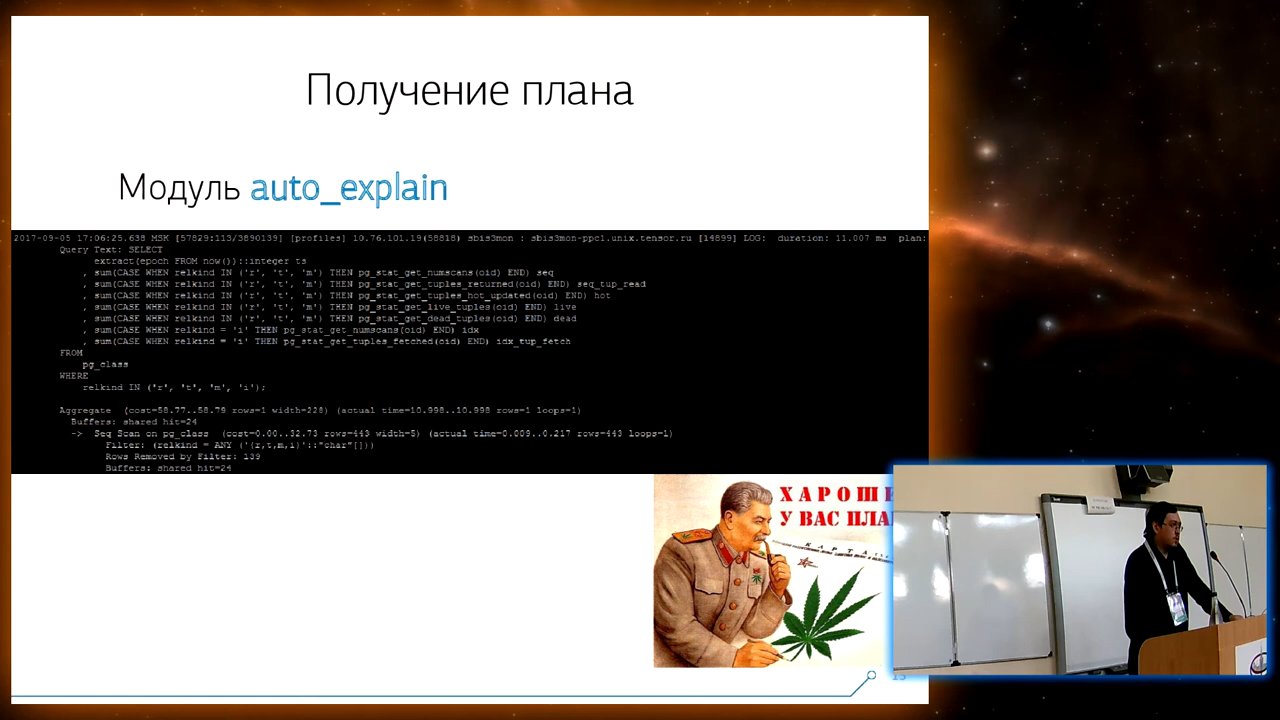 Получение плана
Модуль auto_explain
2017-09-05 17:06:25.638 MSK [57829:113/3890139] [profiles] 10.76.101.19(58818) sbis3mon : sbis3mon-ppc1.unix.tensor.ru [14899] LOG:  duration: 11.007 ms  plan:
Query Text: SELECT
extract(epoch FROM now())::integer ts
, sum(CASE WHEN relkind IN ('r', 't', 'm') THEN pg_stat_get_numscans(oid) END) seq
, sum(CASE WHEN relkind IN ('r', 't', 'm') THEN pg_stat_get_tuples_returned(oid) END) seq_tup_read
, sum(CASE WHEN relkind IN ('r', 't', 'm') THEN pg_stat_get_tuples_hot_updated(oid) END) hot
, sum(CASE WHEN relkind IN ('r', 't', 'm') THEN pg_stat_get_live_tuples(oid) END) live
, sum(CASE WHEN relkind IN ('r', 't', 'm') THEN pg_stat_get_dead_tuples(oid) END) dead
, sum(CASE WHEN relkind = 'i' THEN pg_stat_get_numscans(oid) END) idx
, sum(CASE WHEN relkind = 'i' THEN pg_stat_get_tuples_fetched(oid) END) idx_tup_fetch
FROM
pg_class
WHERE
relkind IN ('r', 't', 'm', 'i');
Aggregate  (cost=58.77..58.79 rows=1 width=228) (actual time=10.998..10.998 rows=1 loops=1)
Buffers: shared hit=24
->  Seq Scan on pg_class  (cost=0.00..32.73 rows=443 width=5) (actual time=0.009..0.217 rows=443 loops=1)
Filter: (relkind = ANY ('{r,t,m,i}'::"char"[]))
Rows Removed by Filter: 139
Buffers: shared hit=24
ХАРОШИ
У ВАС ПЛА
КАРТА
13